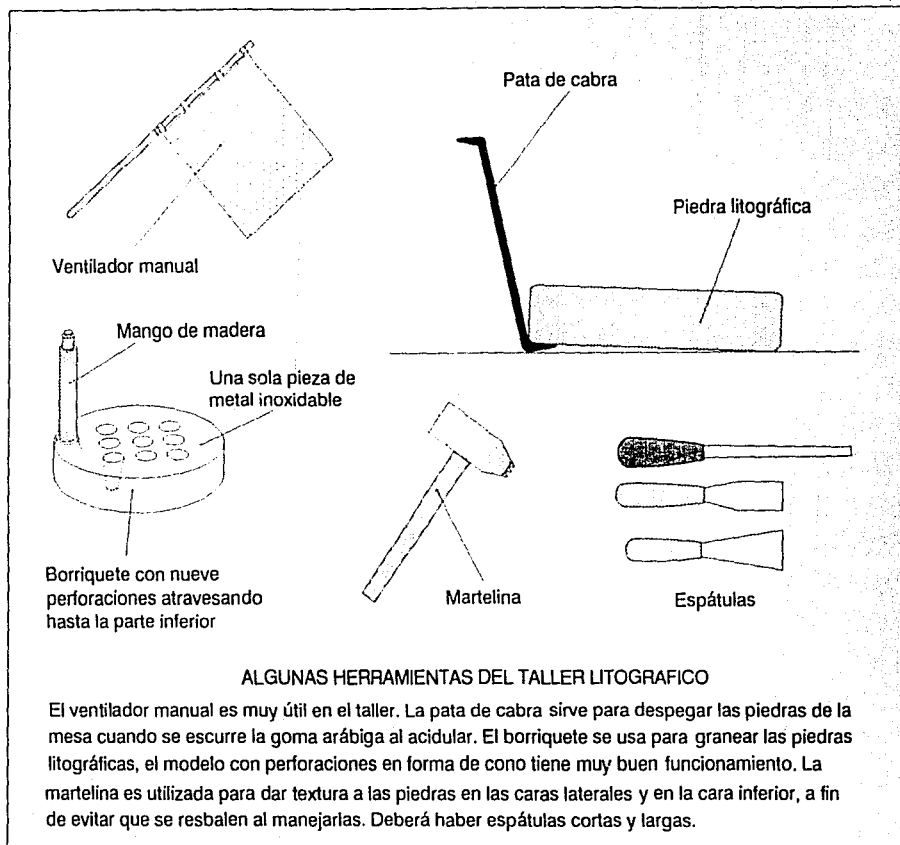 Pata de cabra
Piedra litográfica
Ventilador manual
Mango de madera
Una sola pieza de
metal inoxidable
Borriquete con nueve
perforaciones atravesando
hasta la parte inferior
Martelina
Espátulas
ALGUNAS HERRAMIENTAS DEL TALLER LITOGRAFICO
El ventilador manual es muy útil en el taller. La pata de cabra sirve para despegar las piedras de la
mesa cuando se escurre la goma arábiga al acidular. El borriquete se usa para granear las piedras
litográficas, el modelo con perforaciones en forma de cono tiene muy buen funcionamiento. La
martelina es utilizada para dar textura a las piedras en las caras laterales y en la cara inferior, a fin
de evitar que se resbalen al manejarlas. Deberá haber espátulas cortas y largas.